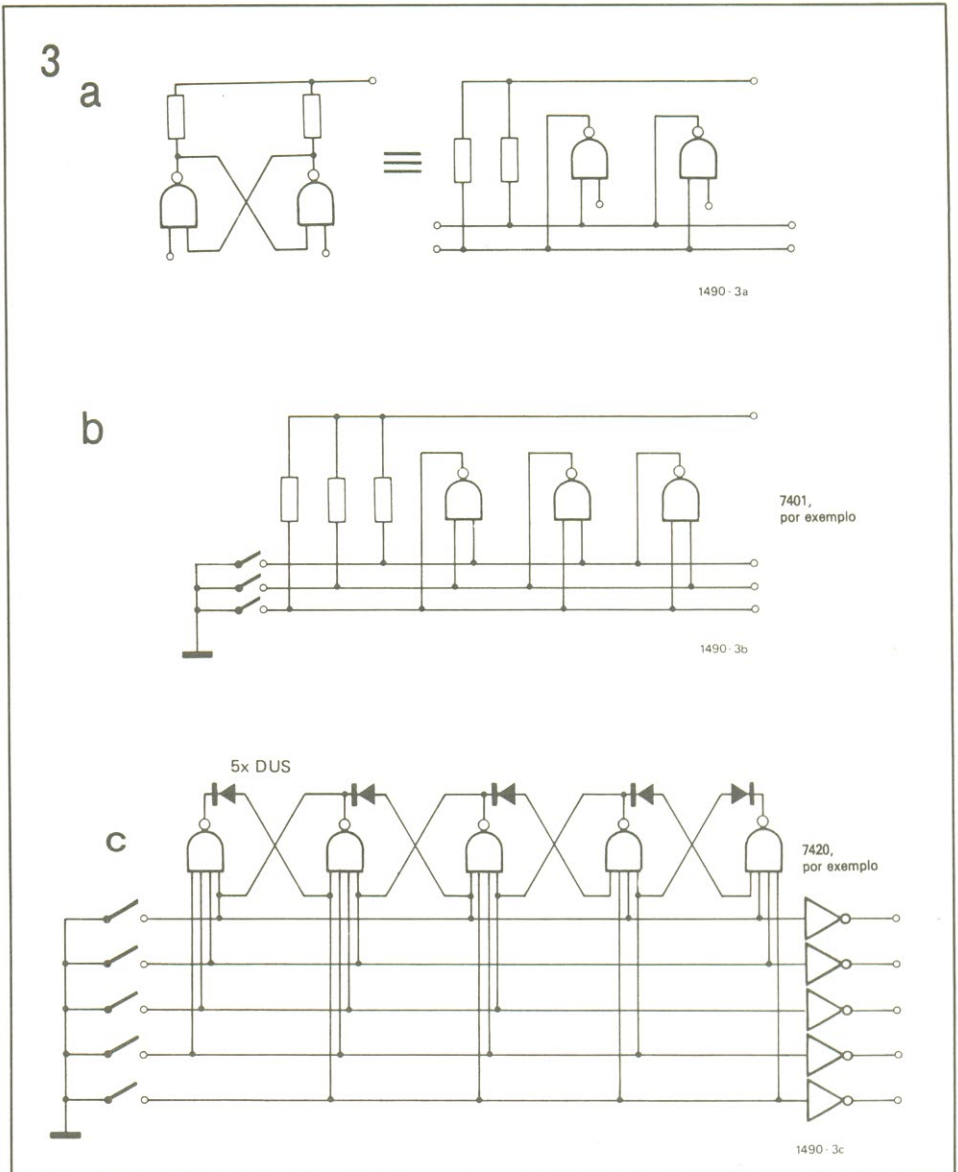 3
a
1490 - 3a
b
7401,
por exemplo
1490 - 3b
5x DUS
c
7420,
por exemplo
1490 - 3c